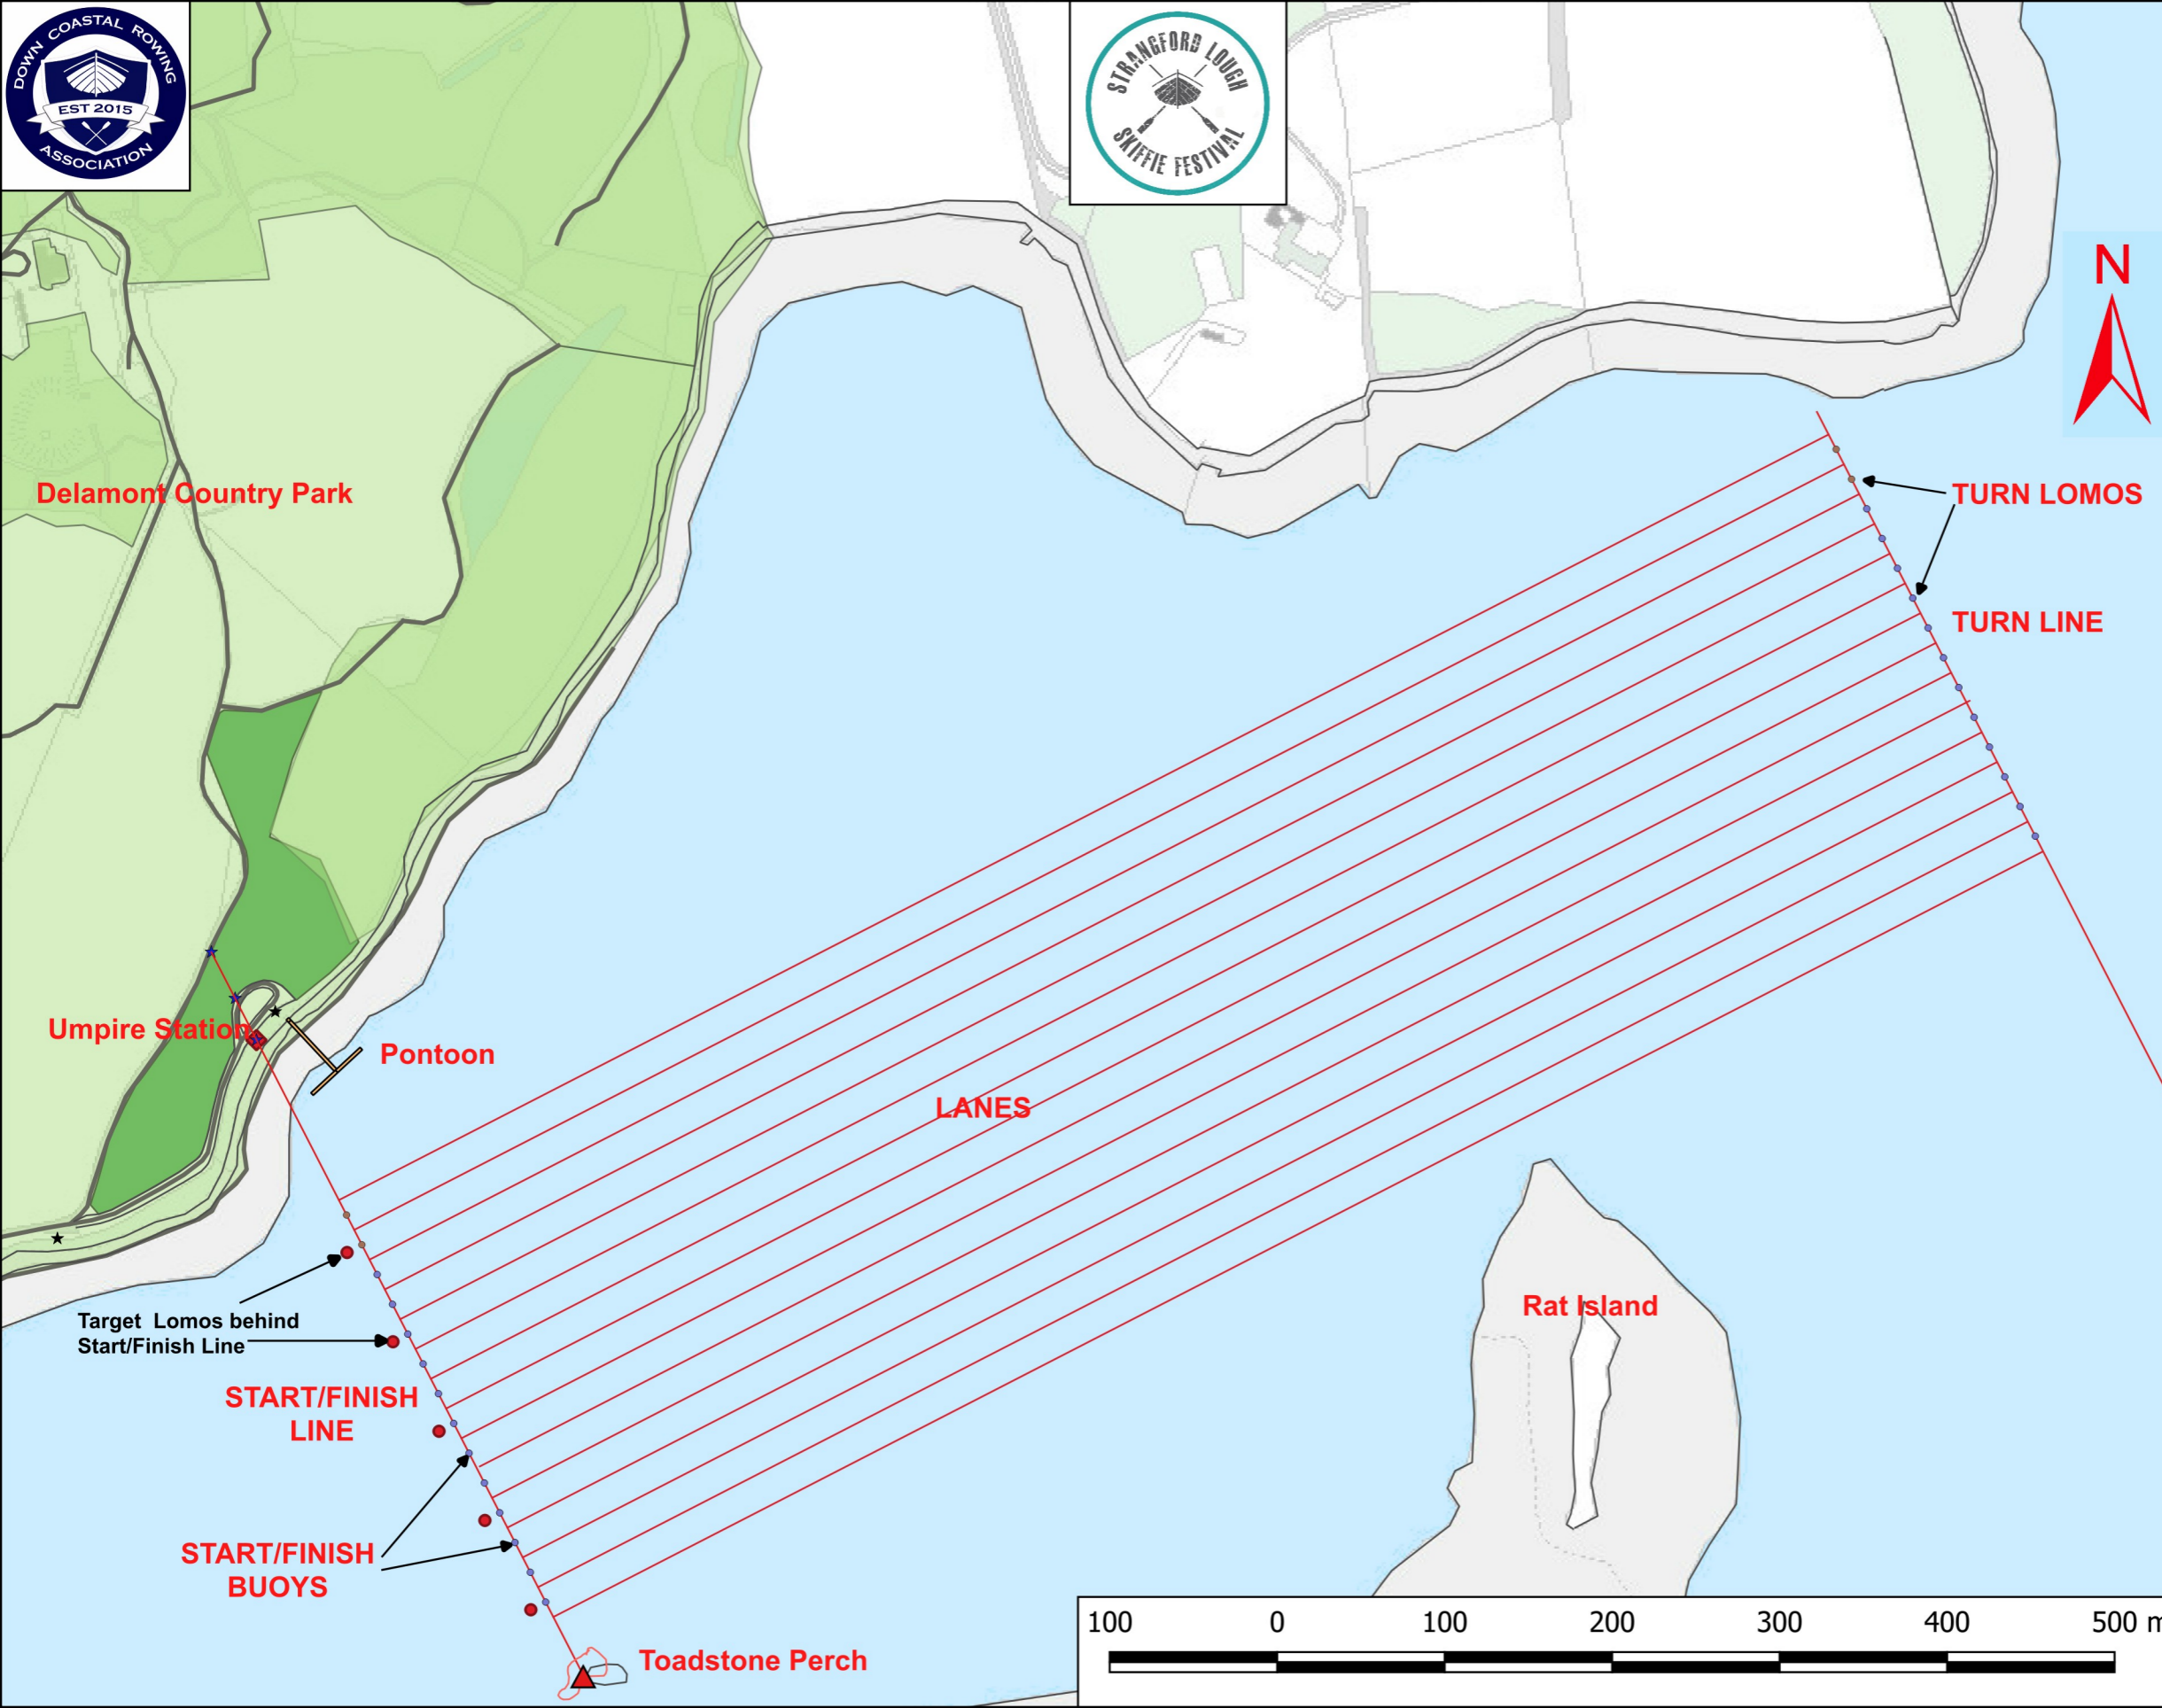 DOWN COASTAL ROWING
EST 2015
ASSOCIATION
STRANGFORD LOUGH
SKIFFIE FESTIVAL
N
Delamont Country Park
TURN LOMOS
TURN LINE
Umpire Station
Pontoon
LANES
Target Lomos behind
Start/Finish Line
Rat Island
START/FINISH
LINE
START/FINISH
BUOYS
Toadstone Perch
100 0 100 200 300 400 500 m